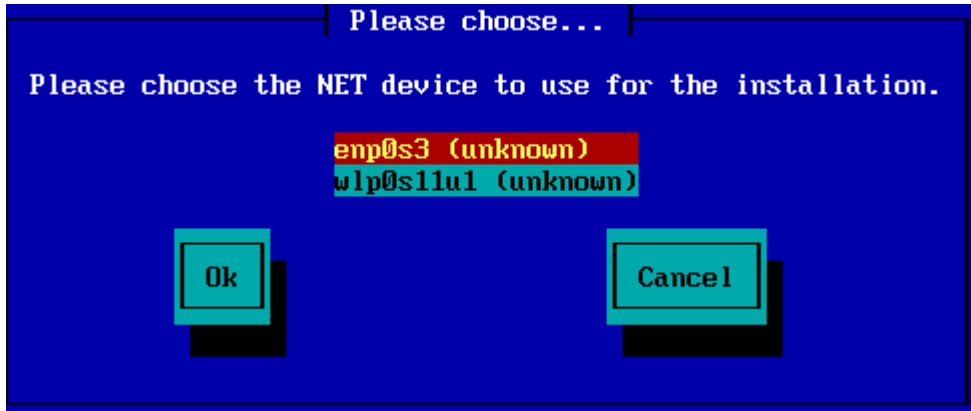 Please choose...
Please choose the NET device to use for the installation.
enp0s3 (unknown)
wlp0s11u1 (unknown)
Ok
Cancel